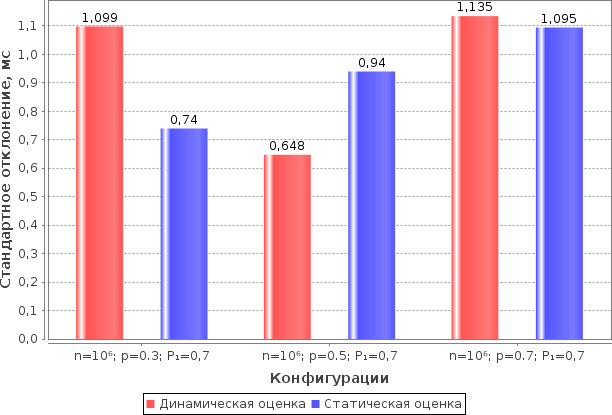 Стандартное отклонение, мс
1,1
1,0
0,9
0,8
0,7
0,6
0,5
0,4
0,3
0,2
0,1
0,0
1,099
0,74
0,648
0,94
1,135
1,095
n=10⁶; p=0.3; P₁=0,7
n=10⁶; p=0.5; P₁=0,7
n=10⁶; p=0.7; P₁=0,7
Конфигурации
Динамическая оценка
Статическая оценка